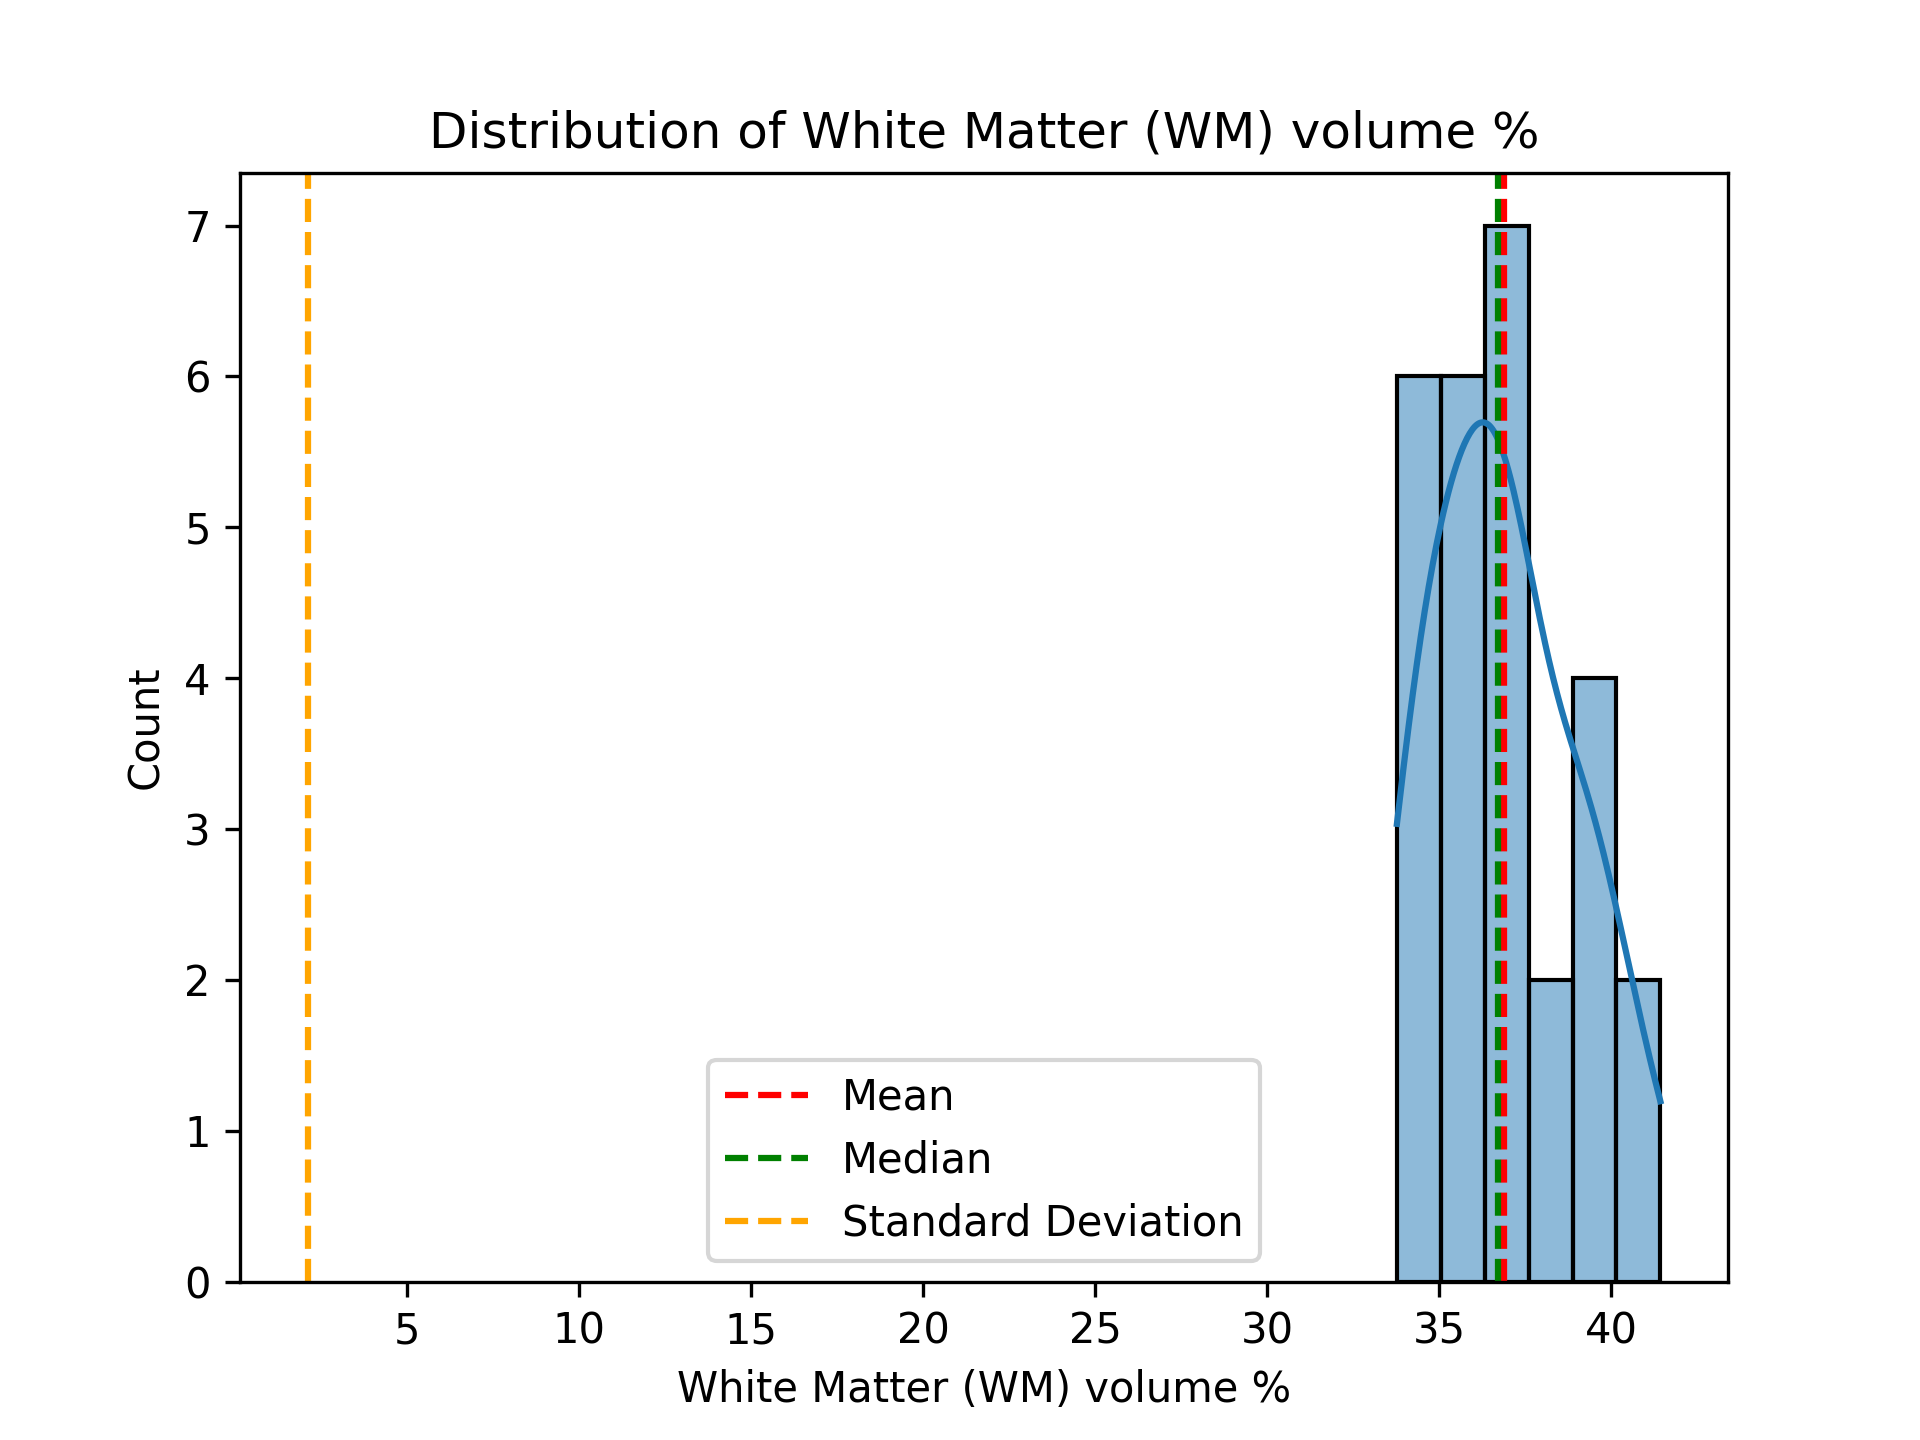 Distribution of White Matter (WM) volume %
7
6
5
4
3
2
1
0
Count
Mean
Median
Standard Deviation
5 10 15 20 25 30 35 40
White Matter (WM) volume %